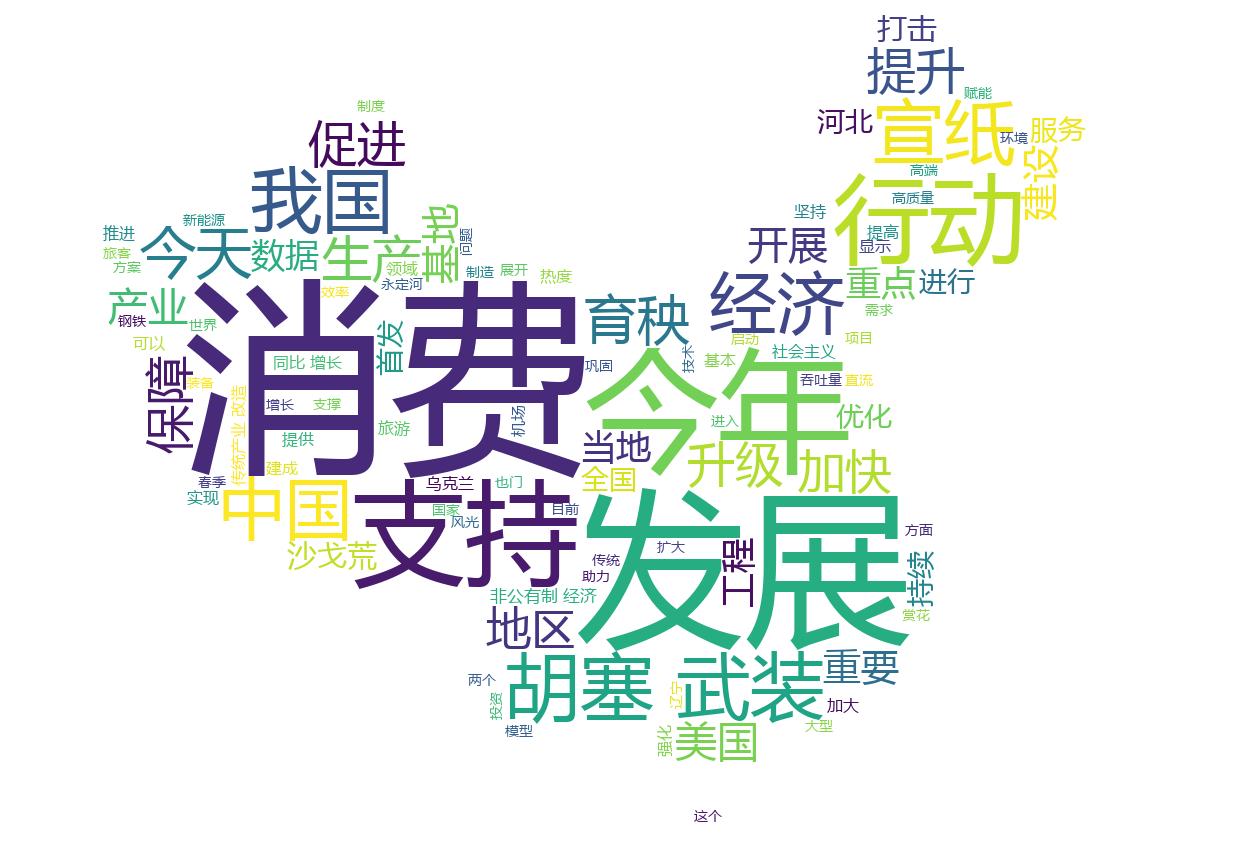 打击
提升
赋能
制度
宣纸
河北
环境
服务
促进
建设
高端
我国
行动
高质量
坚持
新能源
推进
今天
数据
生产
基地
问题
开展
提高
显示
旅客
方案
领域
制造
展开
热度
永定河
重点
进行
产业
效率
经济
育秧
需求
钢铁
世界
可以
消费
首发
启动
项目
技术
社会主义
基本
巩固
同比 增长
保障
装备
吞吐量
直流
今年
传统产业 改造
增长
支撑
机场
旅游
进入
优化
提供
当地
升级
加快
建成
全国
春季
实现
中国
乌克兰
也门
支持
国家
风光
目前
发展
方面
沙戈荒
扩大
工程
传统
助力
持续
非公有制 经济
赏花
地区
重要
胡塞 武装
两个
辽宁
投资
加大
模型
大型
强化
美国
这个